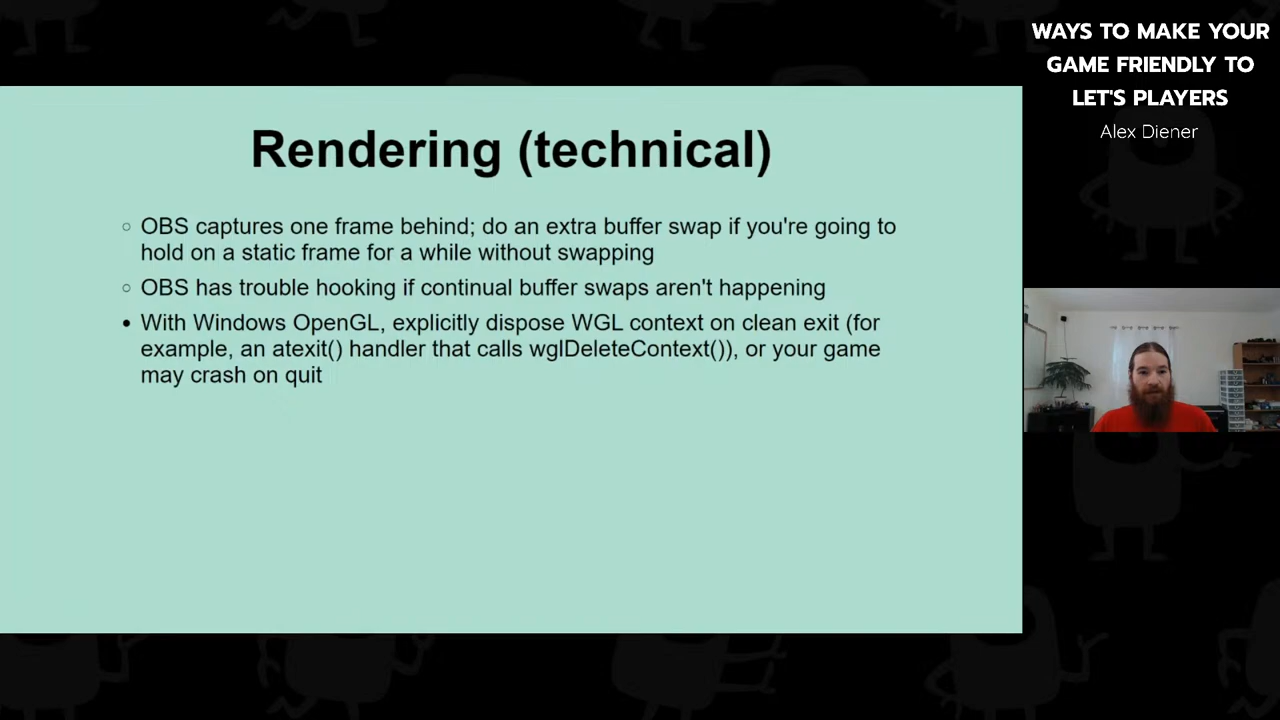 WAYS TO MAKE YOUR
GAME FRIENDLY TO
LET'S PLAYERS
Alex Diener
Rendering (technical)
OBS captures one frame behind; do an extra buffer swap if you're going to
hold on a static frame for a while without swapping
OBS has trouble hooking if continual buffer swaps aren't happening
With Windows OpenGL, explicitly dispose WGL context on clean exit (for
example, an atexit() handler that calls wglDeleteContext()), or your game
may crash on quit